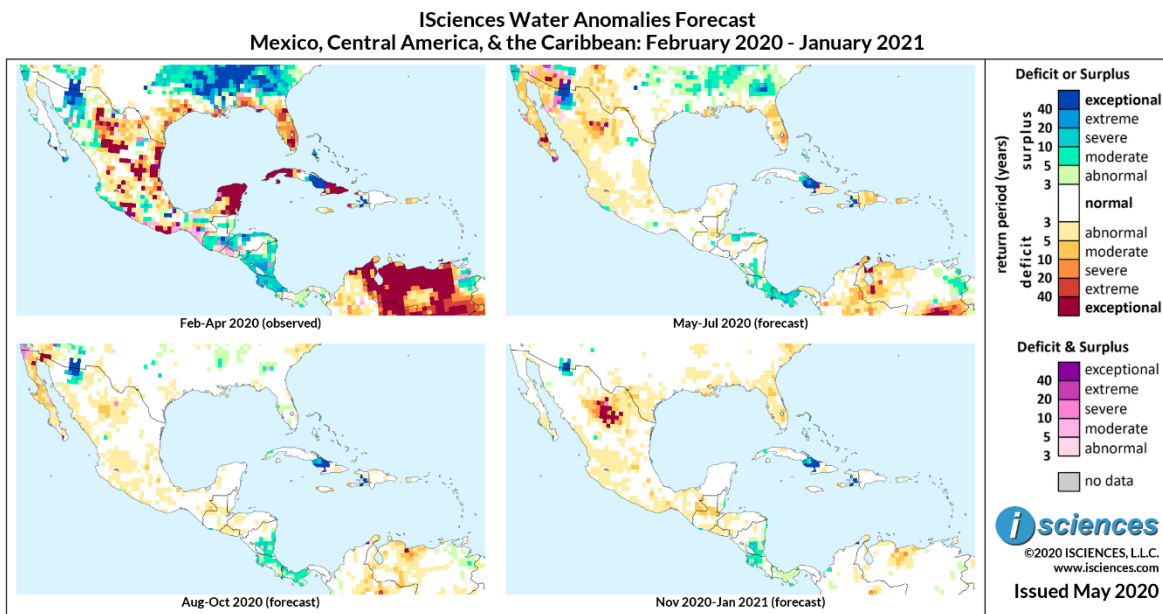 ISciences Water Anomalies Forecast
Mexico, Central America, & the Caribbean: February 2020 - January 2021
Feb-Apr 2020 (observed)
May-Jul 2020 (forecast)
Aug-Oct 2020 (forecast)
Nov 2020-Jan 2021 (forecast)
Deficit or Surplus
return period (years)
surplus
deficit
exceptional
40
extreme
20
severe
10
moderate
5
abnormal
3
normal
3
abnormal
5
moderate
10
severe
20
extreme
40
exceptional
Deficit & Surplus
exceptional
40
extreme
20
severe
10
moderate
5
abnormal
3
no data
i sciences
©2020 ISCIENCES, L.L.C.
www.isciences.com
Issued May 2020